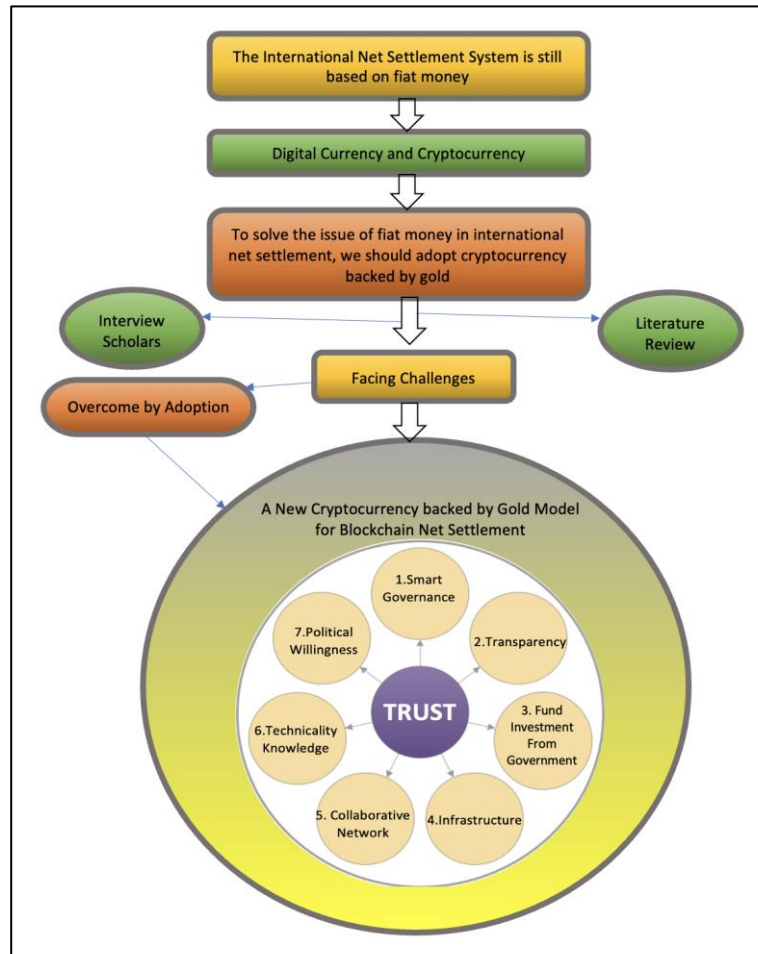 The International Net Settlement System is still
based on fiat money
Digital Currency and Cryptocurrency
To solve the issue of fiat money in international
net settlement, we should adopt cryptocurrency
backed by gold
Interview
Scholars
Literature
Review
Facing Challenges
Overcome by Adoption
A New Cryptocurrency backed by Gold Model
for Blockchain Net Settlement
1.Smart
Governance
2.Transparency
3. Fund
Investment
From
Government
4.Infrastructure
5. Collaborative
Network
6.Technicality
Knowledge
7.Political
Willingness
TRUST